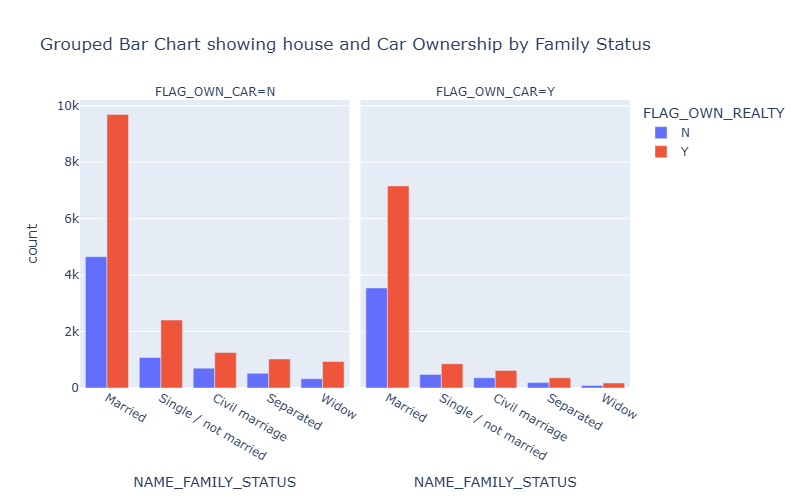 Grouped Bar Chart showing house and Car Ownership by Family Status
FLAG_OWN_CAR=N
FLAG_OWN_CAR=Y
FLAG_OWN_REALTY
N
Y
count
10k
8k
6k
4k
2k
0
Married
Single / not married
Civil marriage
Separated
Widow
Married
Single / not married
Civil marriage
Separated
Widow
NAME_FAMILY_STATUS
NAME_FAMILY_STATUS